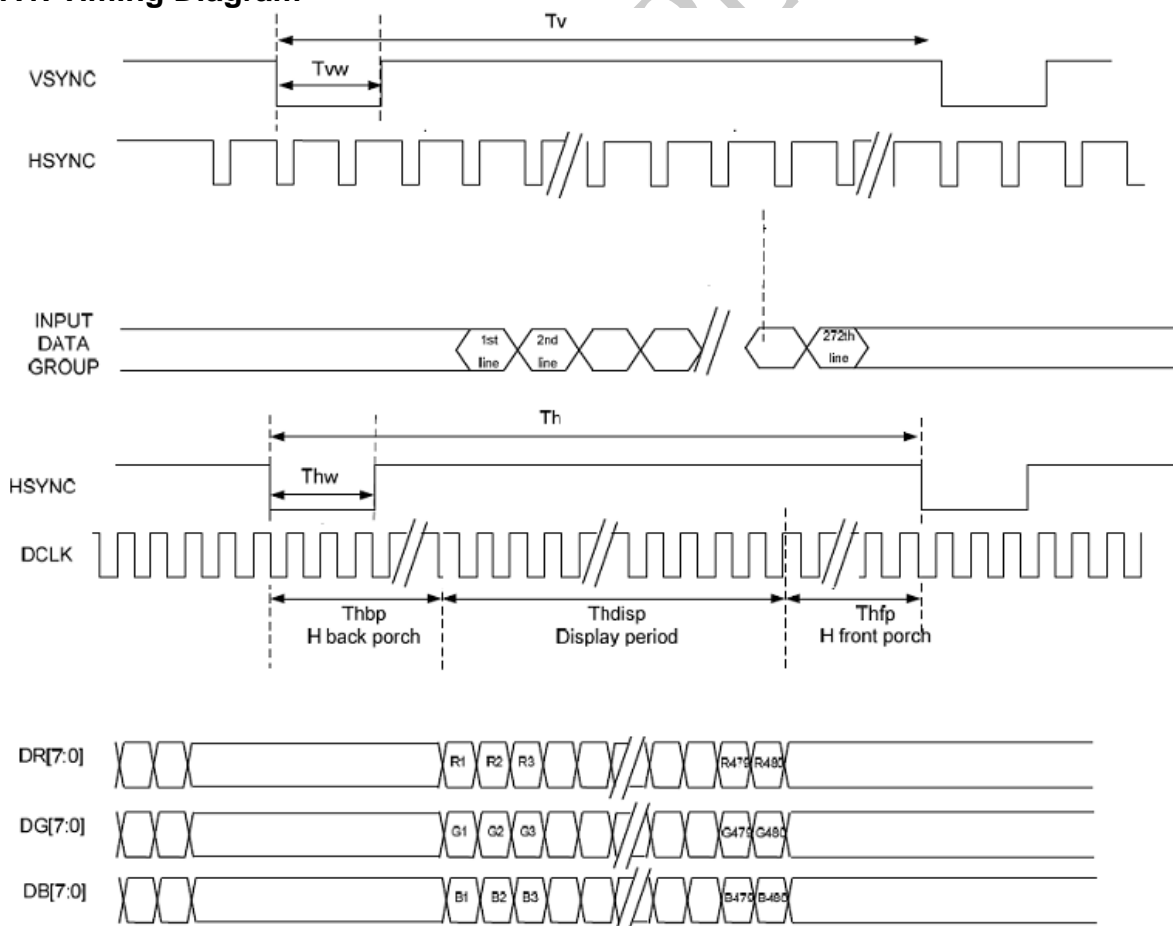 Timing Diagram
Tv
VSYNC
Tvw
HSYNC
INPUT
DATA
GROUP
1st
line
2nd
line
272th
line
Th
HSYNC
Thw
DCLK
Thbp
H back porch
Thdisp
Display period
Thfp
H front porch
DR[7:0]
R1 R2 R3 R479 R480
DG[7:0]
G1 G2 G3 G479 G480
DB[7:0]
B1 B2 B3 B479 B480